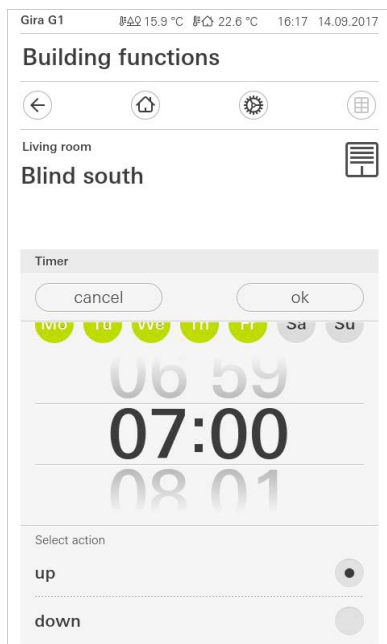 Gira G1 15.9 °C 22.6 °C 16:17 14.09.2017
Building functions
Living room
Blind south
Timer
cancel ok
Mo Tu We Th Fr Sa Su
06 59
07:00
08 01
Select action
up
down